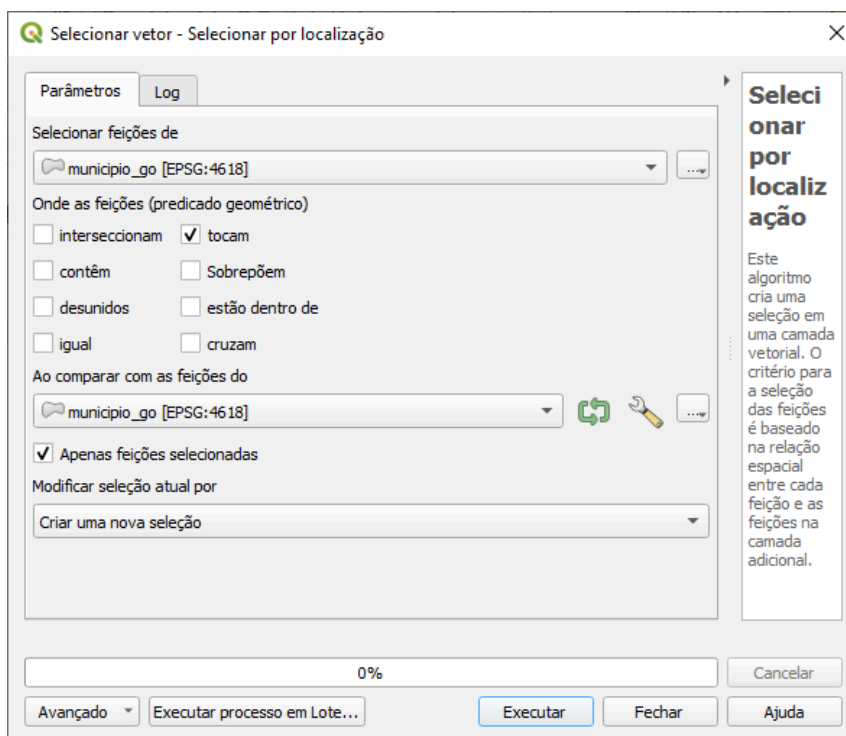 Selecionar vetor - Selecionar por localização
Parâmetros
Log
Selecionar feições de
municipio_go [EPSG:4618]
...
Onde as feições (predicado geométrico)
interseccionam
tocam
contêm
Sobrepõem
desunidos
estão dentro de
igual
cruzam
Ao comparar com as feições do
municipio_go [EPSG:4618]
...
Apenas feições selecionadas
Modificar seleção atual por
Criar uma nova seleção
Seleci
onar
por
localiz
ação
Este
algoritmo
cria uma
seleção em
uma camada
vetorial. O
critério para
a seleção
das feições
é baseado
na relação
espacial
entre cada
feição e as
feições na
camada
adicional.
0%
Cancelar
Avançado
Executar processo em Lote...
Executar
Fechar
Ajuda